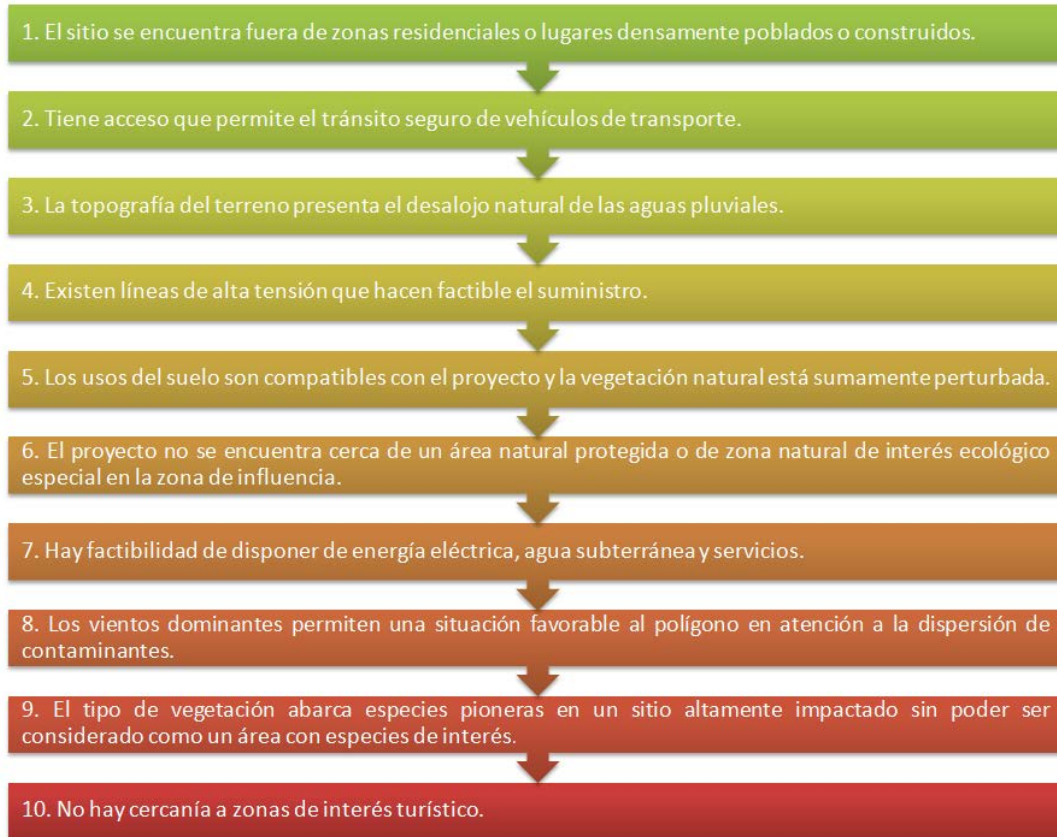 1. El sitio se encuentra fuera de zonas residenciales o lugares densamente poblados o construidos.
2. Tiene acceso que permite el tránsito seguro de vehículos de transporte.
3. La topografía del terreno presenta el desalojo natural de las aguas pluviales.
4. Existen líneas de alta tensión que hacen factible el suministro.
5. Los usos del suelo son compatibles con el proyecto y la vegetación natural está sumamente perturbada.
6. El proyecto no se encuentra cerca de un área natural protegida o de zona natural de interés ecológico
especial en la zona de influencia.
7. Hay factibilidad de disponer de energía eléctrica, agua subterránea y servicios.
8. Los vientos dominantes permiten una situación favorable al polígono en atención a la dispersión de
contaminantes.
9. El tipo de vegetación abarca especies pioneras en un sitio altamente impactado sin poder ser
considerado como un área con especies de interés.
10. No hay cercanía a zonas de interés turístico.